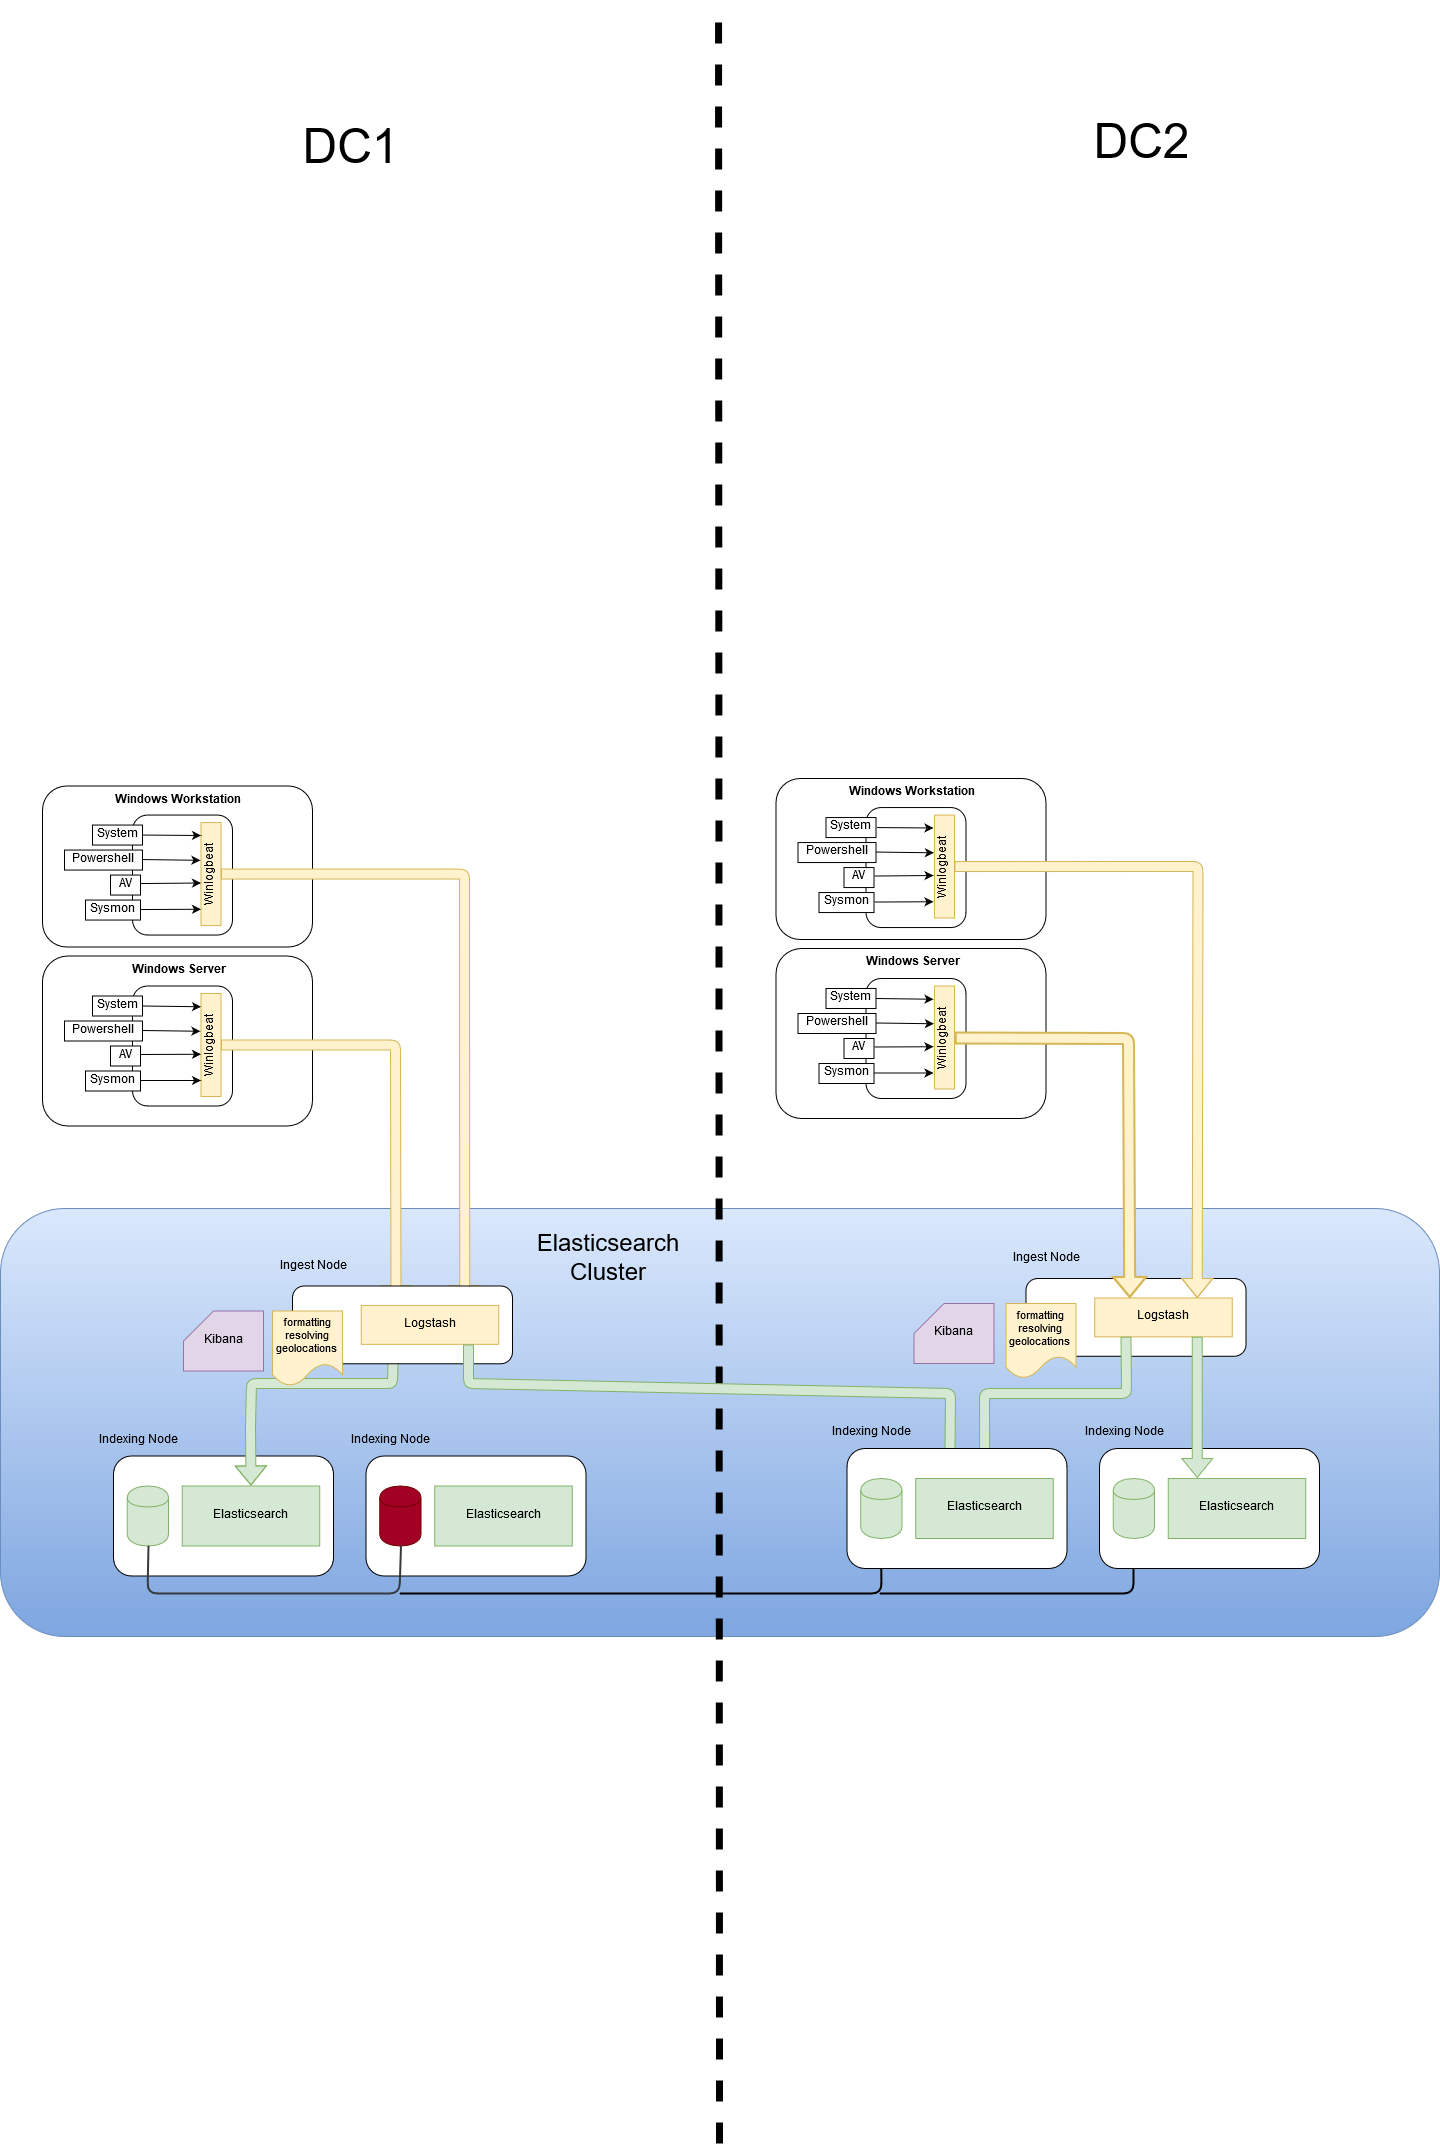 DC1
DC2
Windows Workstation
System
Powershell
AV
Sysmon
Winlogbeat
Windows Server
System
Powershell
AV
Sysmon
Winlogbeat
Windows Workstation
System
Powershell
AV
Sysmon
Winlogbeat
Windows Server
System
Powershell
AV
Sysmon
Winlogbeat
Elasticsearch
Cluster
Ingest Node
Kibana
formatting
resolving
geolocations
Logstash
Ingest Node
Kibana
formatting
resolving
geolocations
Logstash
Indexing Node
Elasticsearch
Indexing Node
Elasticsearch
Indexing Node
Elasticsearch
Indexing Node
Elasticsearch